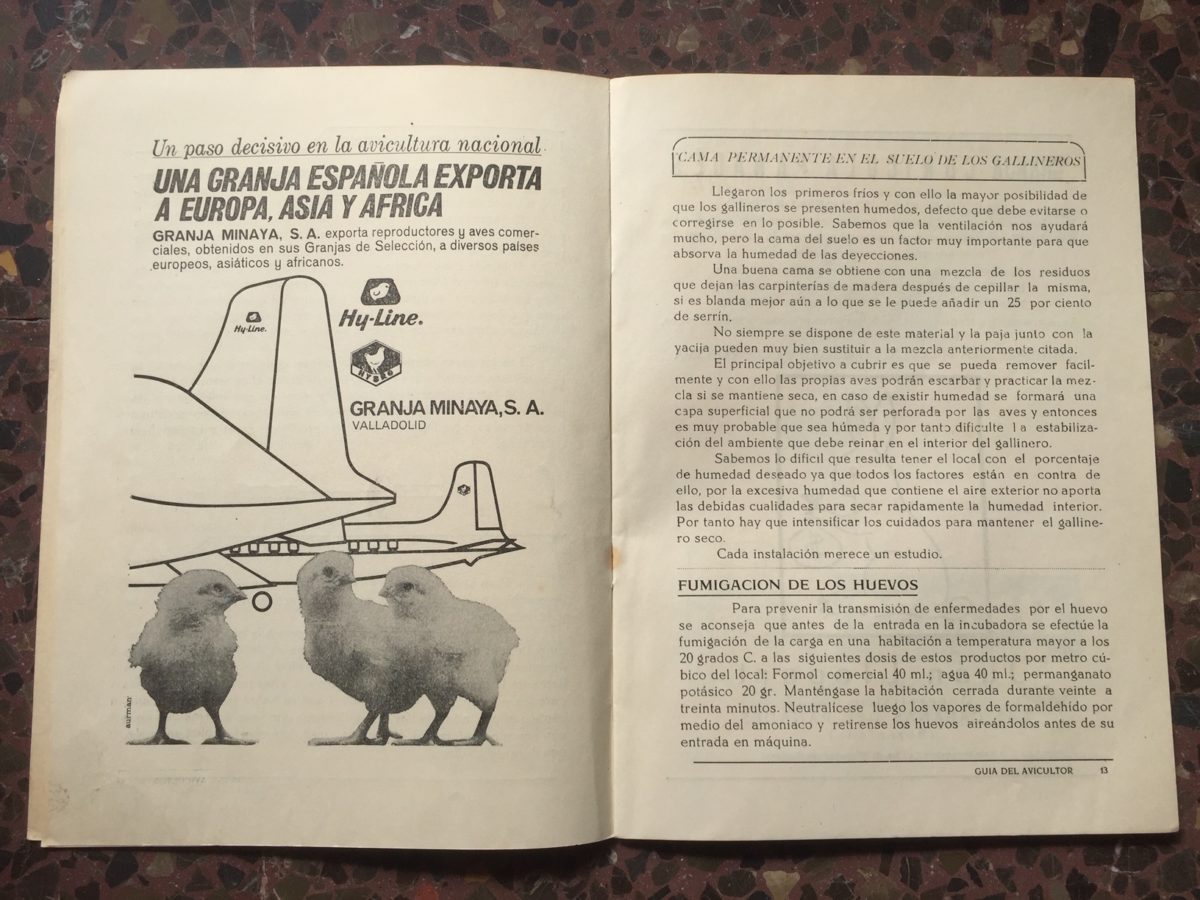 Un paso decisivo en la avicultura nacional
UNA GRANJA ESPAÑOLA EXPORTA
A EUROPA, ASIA Y AFRICA
GRANJA MINAYA, S. A. exporta reproductores y aves comer-
ciales, obtenidos en sus Granjas de Selección, a diversos países
europeos, asiáticos y africanos.
Hy-Line.
Hy-Line.
HYBRO
GRANJA MINAYA, S. A.
VALLADOLID
aurman
CAMA PERMANENTE EN EL SUELO DE LOS GALLINEROS
Llegaron los primeros fríos y con ello la mayor posibilidad de
que los gallineros se presenten humedos, defecto que debe evitarse o
corregirse en lo posible. Sabemos que la ventilación nos ayudará
mucho, pero la cama del suelo es un factor muy importante para que
absorva la humedad de las deyecciones.
Una buena cama se obtiene con una mezcla de los residuos
que dejan las carpinterías de madera después de cepillar la misma,
si es blanda mejor aún a lo que se le puede añadir un 25 por ciento
de serrín.
No siempre se dispone de este material y la paja junto con la
yacija pueden muy bien sustituir a la mezcla anteriormente citada.
El principal objetivo a cubrir es que se pueda remover facil-
mente y con ello las propias aves podrán escarbar y practicar la mez-
cla si se mantiene seca, en caso de existir humedad se formará una
capa superficial que no podrá ser perforada por las aves y entonces
es muy probable que sea húmeda y por tanto dificulte la estabiliza-
ción del ambiente que debe reinar en el interior del gallinero.
Sabemos lo dificil que resulta tener el local con el porcentaje
de humedad deseado ya que todos los factores están en contra de
ello, por la excesiva humedad que contiene el aire exterior no aporta
las debidas cualidades para secar rapidamente la humedad interior.
Por tanto hay que intensificar los cuidados para mantener el galline-
ro seco.
Cada instalación merece un estudio.
FUMIGACION DE LOS HUEVOS
Para prevenir la transmisión de enfermedades por el huevo
se aconseja que antes de la entrada en la incubadora se efectúe la
fumigación de la carga en una habitación a temperatura mayor a los
20 grados C. a las siguientes dosis de estos productos por metro cú-
bico del local: Formol comercial 40 ml.; agua 40 ml.; permanganato
potásico 20 gr. Manténgase la habitación cerrada durante veinte a
treinta minutos. Neutralícese luego los vapores de formaldehído por
medio del amoniaco y retirense los huevos aireándolos antes de su
entrada en máquina.
GUIA DEL AVICULTOR 13